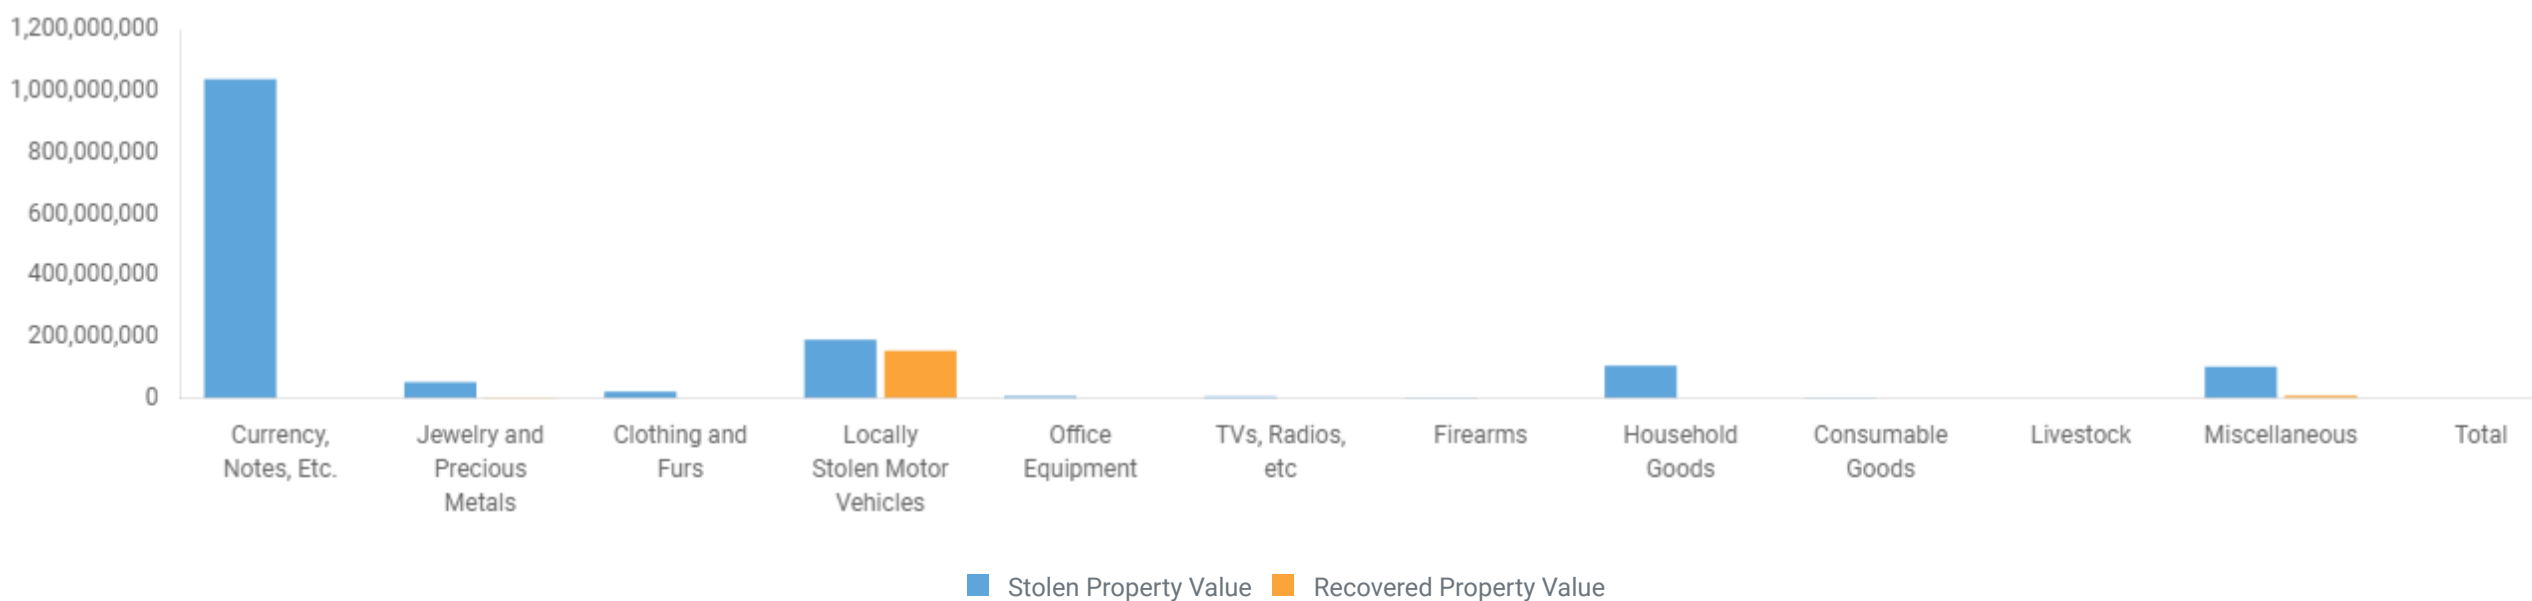 1,200,000,000
1,000,000,000
800,000,000
600,000,000
400,000,000
200,000,000
0
Currency,
Notes, Etc.
Jewelry and
Precious
Metals
Clothing and
Furs
Locally
Stolen Motor
Vehicles
Office
Equipment
TVs, Radios,
etc
Firearms
Household
Goods
Consumable
Goods
Livestock
Miscellaneous
Total
Stolen Property Value
Recovered Property Value